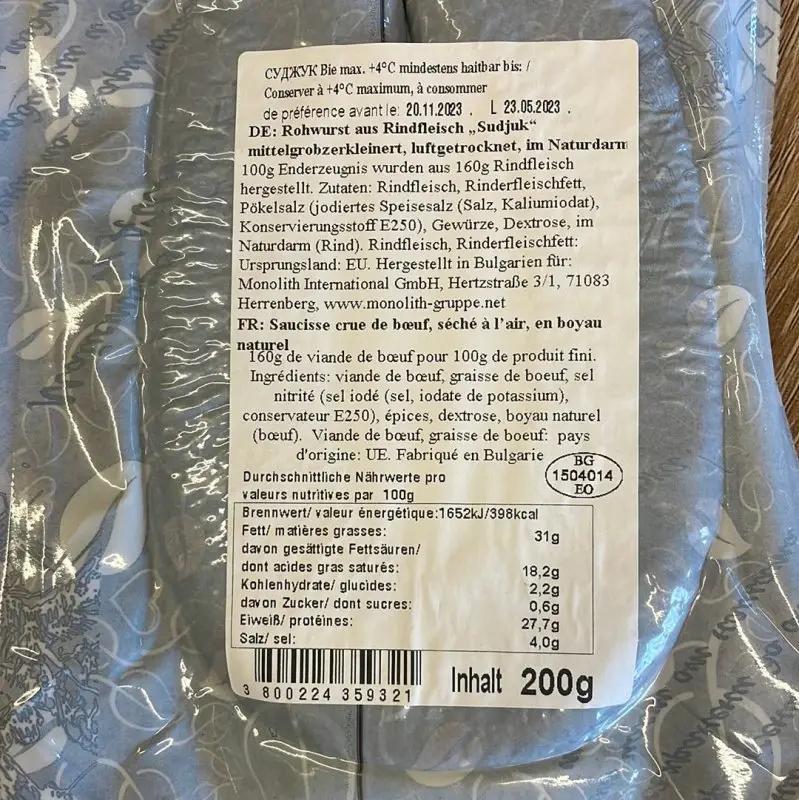 СУДЖУК Bie max. +4°C mindestens haitbar bis: /
Conserver à +4°C maximum, à consommer
de préférence avant le: 20.11.2023 . L 23.05.2023 .
DE: Rohwurst aus Rindfleisch „Sudjuk“
mittelgrobzerkleinert, luftgetrocknet, im Naturdarm
100g Enderzeugnis wurden aus 160g Rindfleisch
hergestellt. Zutaten: Rindfleisch, Rinderfleischfett,
Pökelsalz (jodiertes Speisesalz (Salz, Kaliumiodat),
Konservierungsstoff E250), Gewürze, Dextrose, im
Naturdarm (Rind). Rindfleisch, Rinderfleischfett:
Ursprungsland: EU. Hergestellt in Bulgarien für:
Monolith International GmbH, Hertzstraße 3/1, 71083
Herrenberg, www.monolith-gruppe.net
FR: Saucisse crue de bœuf, séché à l’air, en boyau
naturel
160g de viande de bœuf pour 100g de produit fini.
Ingrédients: viande de bœuf, graisse de boeuf, sel
nitrité (sel iodé (sel, iodate de potassium),
conservateur E250), épices, dextrose, boyau naturel
(bœuf). Viande de bœuf, graisse de boeuf: pays
d'origine: UE. Fabriqué en Bulgarie
BG
1504014
EO
Durchschnittliche Nährwerte pro
valeurs nutritives par 100g
Brennwert/ valeur énergétique:1652kJ/398kcal
Fett/ matières grasses: 31g
davon gesättigte Fettsäuren/
dont acides gras saturés: 18,2g
Kohlenhydrate/ glucides: 2,2g
davon Zucker/ dont sucres: 0,6g
Eiweiß/ protéines: 27,7g
Salz/ sel: 4,0g
3 800224 359321
Inhalt 200g